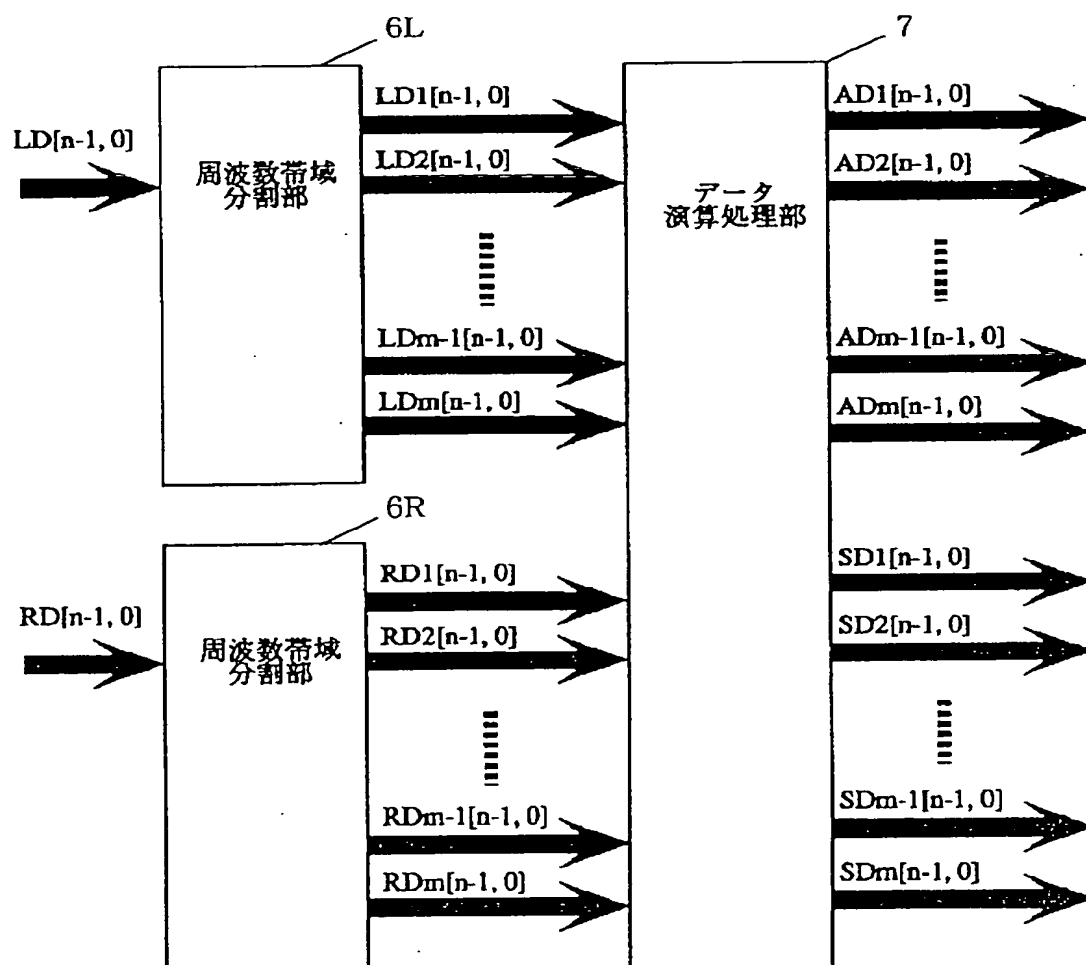 6L
7
LD[n-1, 0]
周波数帯域
分割部
LD1[n-1, 0]
LD2[n-1, 0]
LDm-1[n-1, 0]
LDm[n-1, 0]
データ
演算処理部
AD1[n-1, 0]
AD2[n-1, 0]
ADm-1[n-1, 0]
ADm[n-1, 0]
6R
RD[n-1, 0]
周波数帯域
分割部
RD1[n-1, 0]
RD2[n-1, 0]
RDm-1[n-1, 0]
RDm[n-1, 0]
SD1[n-1, 0]
SD2[n-1, 0]
SDm-1[n-1, 0]
SDm[n-1, 0]